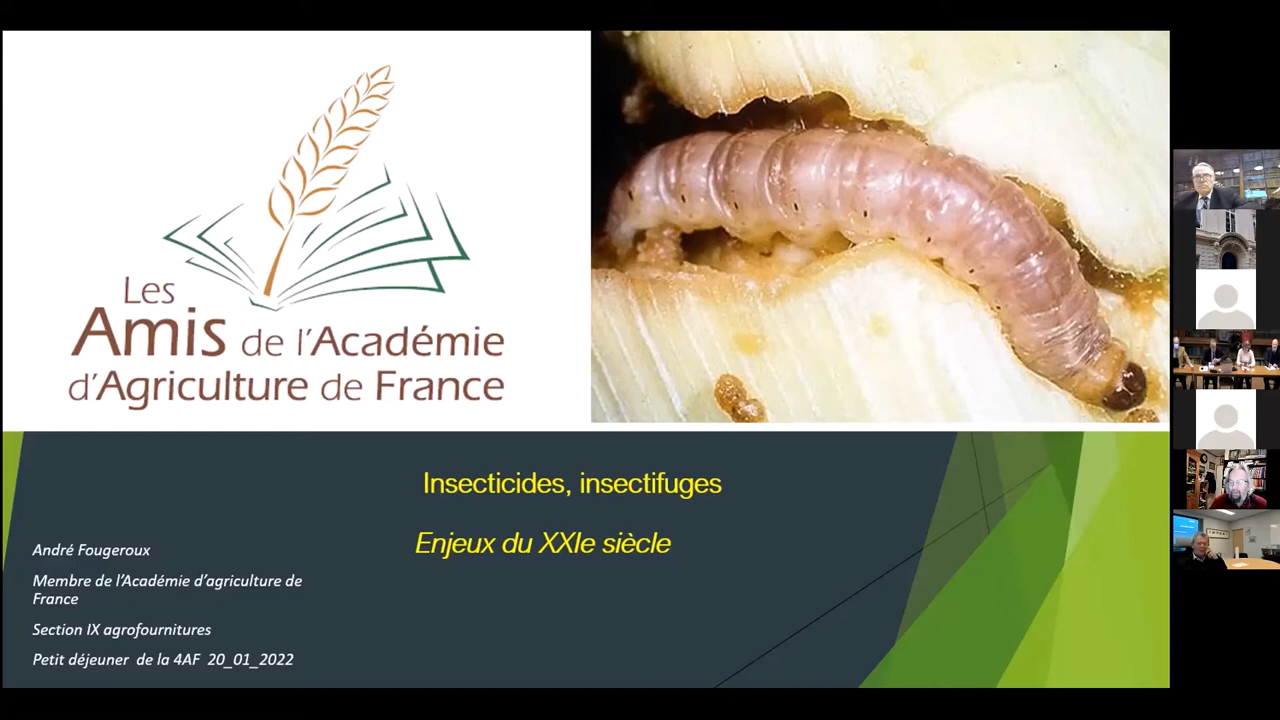 Les
Amis de l'Académie
d'Agriculture de France
Insecticides, insectifuges
Enjeux du XXIe siècle
André Fougeroux
Membre de l'Académie d'agriculture de
France
Section IX agrofournitures
Petit déjeuner de la 4AF 20_01_2022